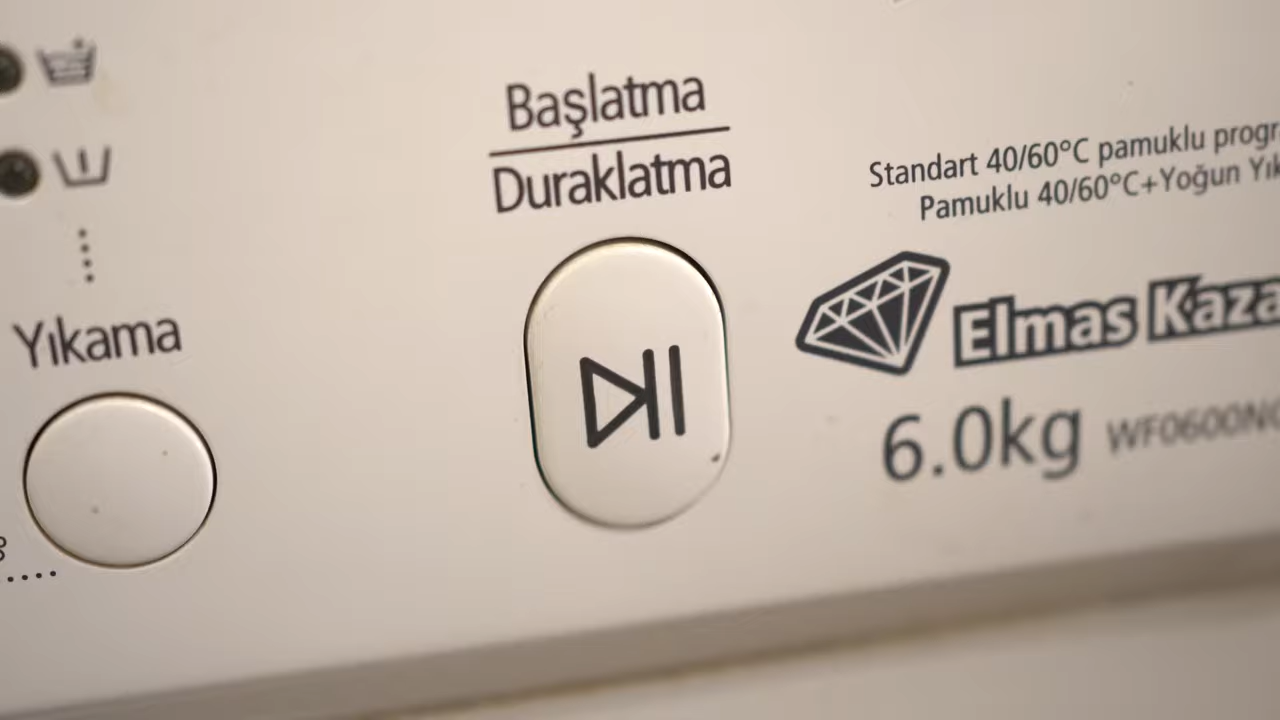 Başlatma
Duraklatma
Standart 40/60°C pamuklu
Pamuklu 40/60°C+Yoğun
Yıkama
Elmas
6.0kg